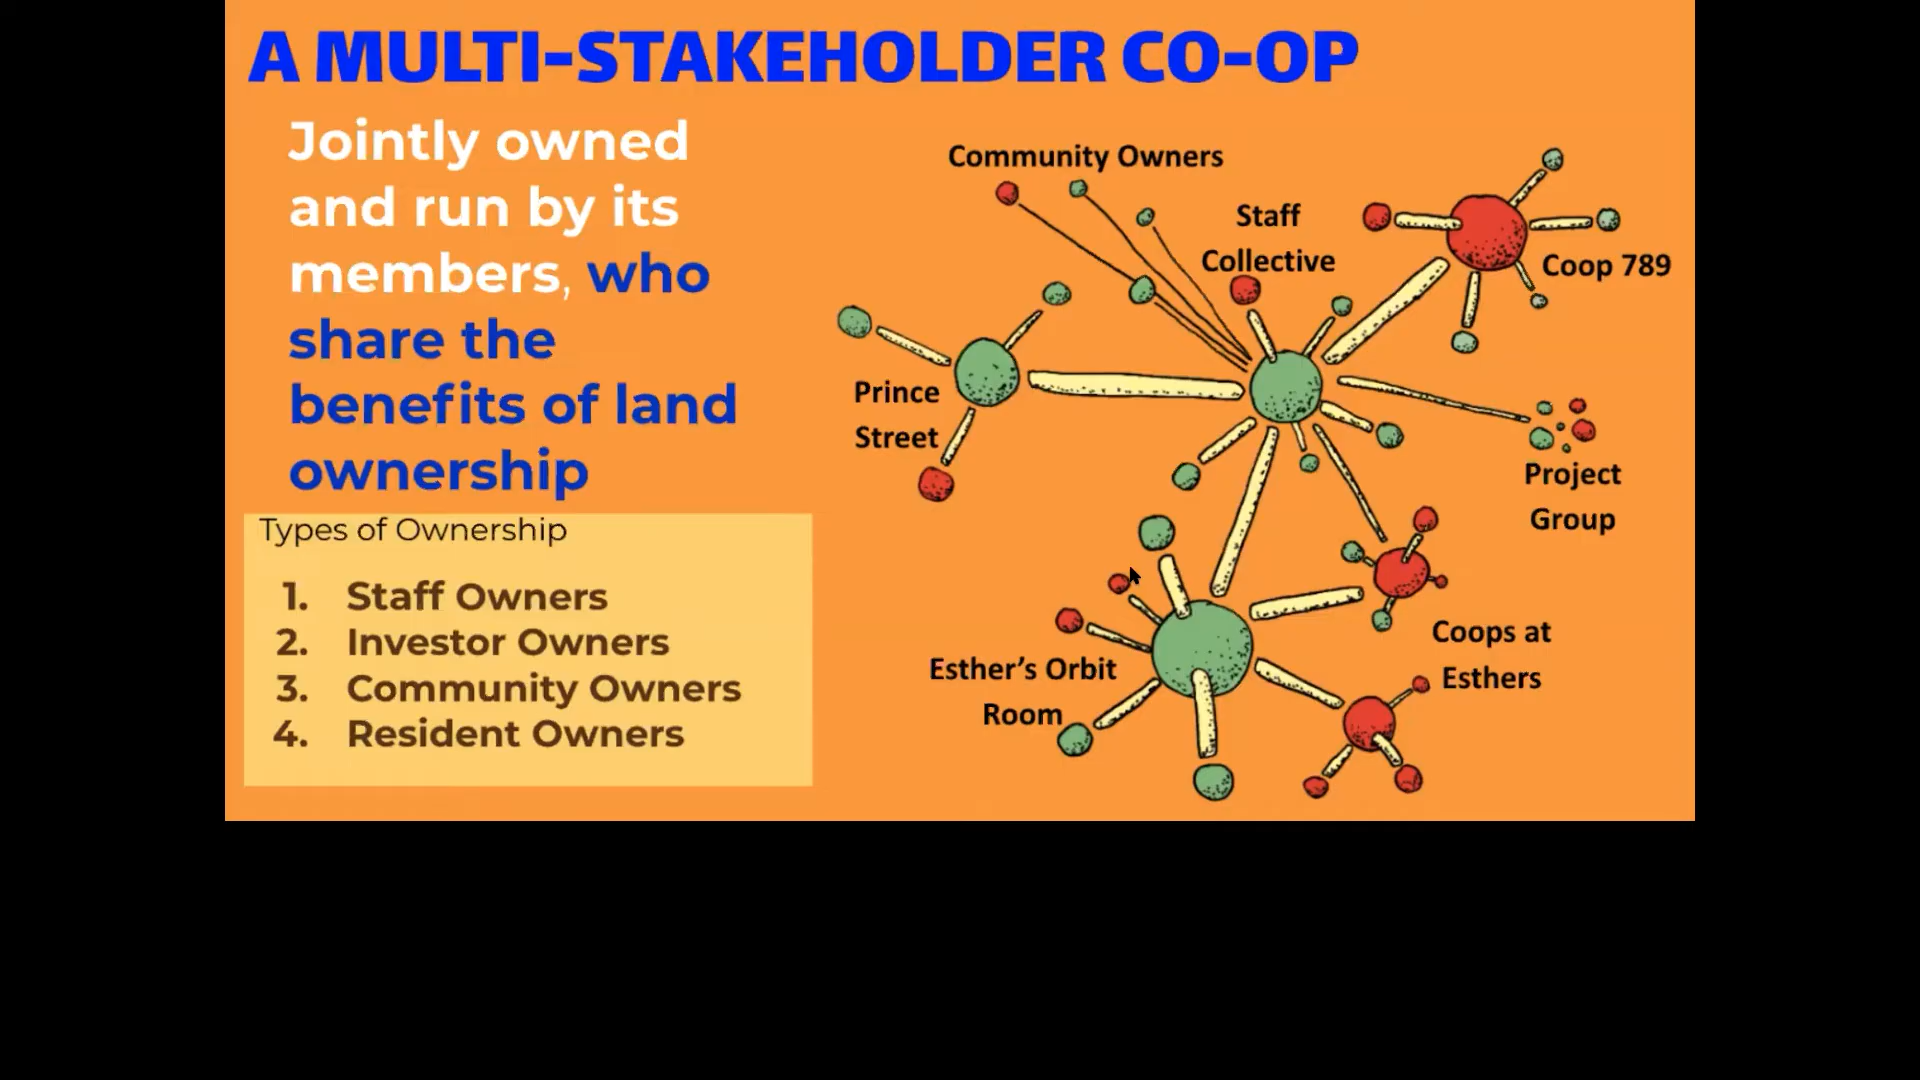 A MULTI-STAKEHOLDER CO-OP
Jointly owned
and run by its
members, who
share the
benefits of land
ownership
Types of Ownership
1. Staff Owners
2. Investor Owners
3. Community Owners
4. Resident Owners
Community Owners
Staff
Collective
Coop 789
Prince
Street
Project
Group
Esther's Orbit
Room
Coops at
Esthers